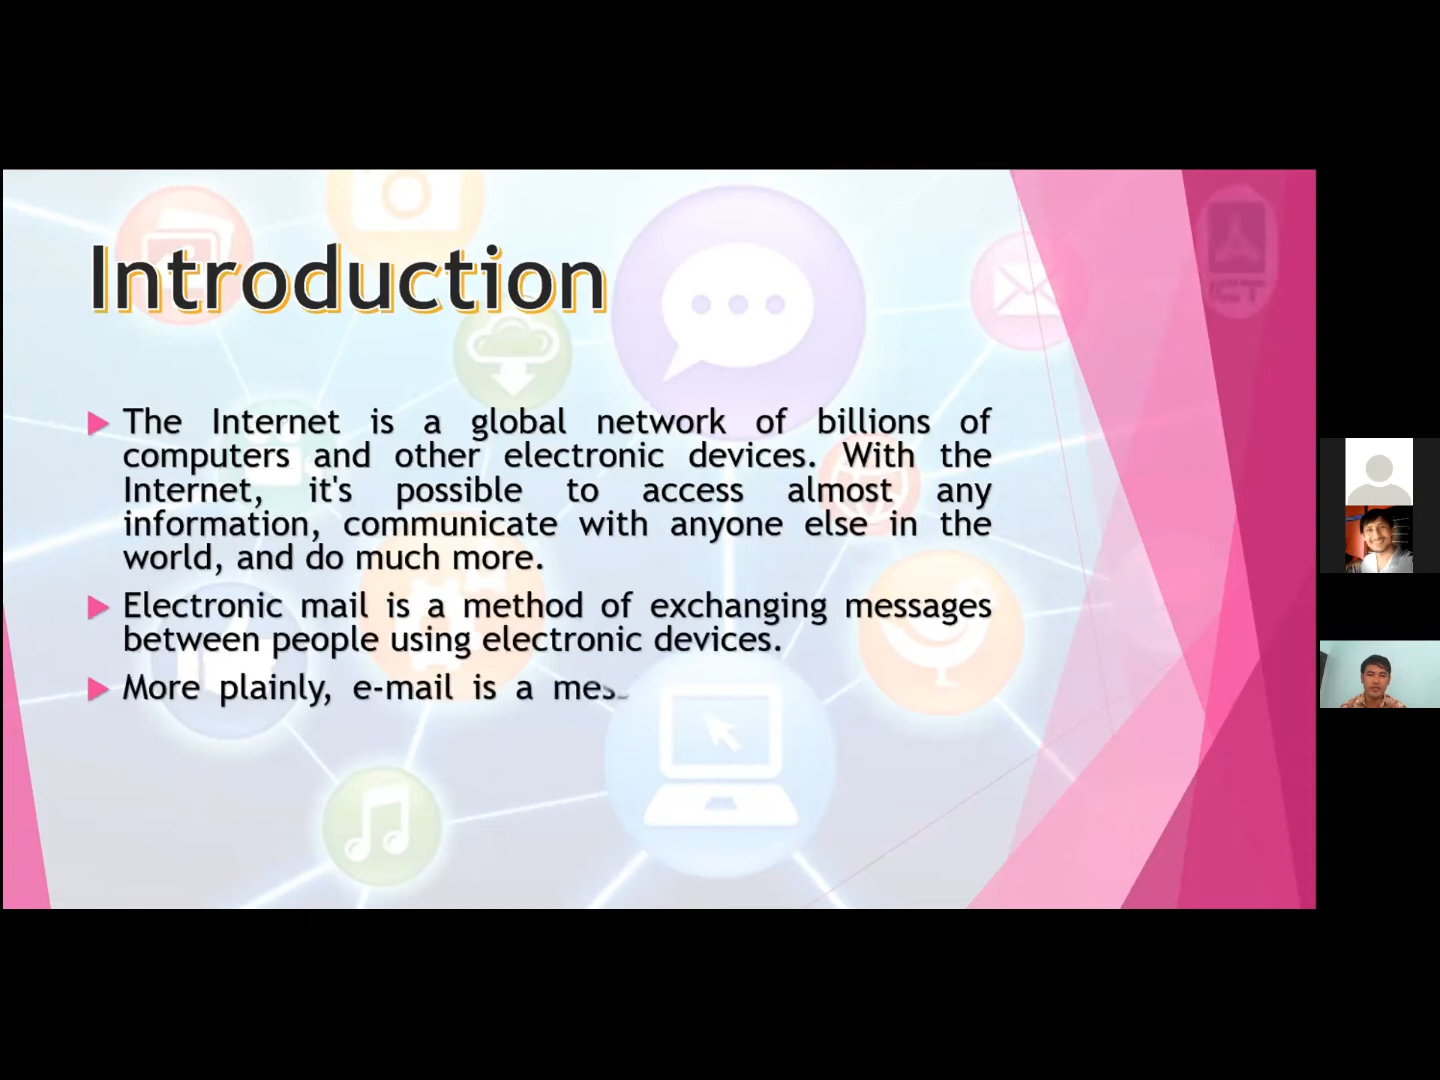 Introduction
The Internet is a global network of billions of
computers and other electronic devices. With the
Internet, it's possible to access almost any
information, communicate with anyone else in the
world, and do much more.
Electronic mail is a method of exchanging messages
between people using electronic devices.
More plainly, e-mail is a
ICT